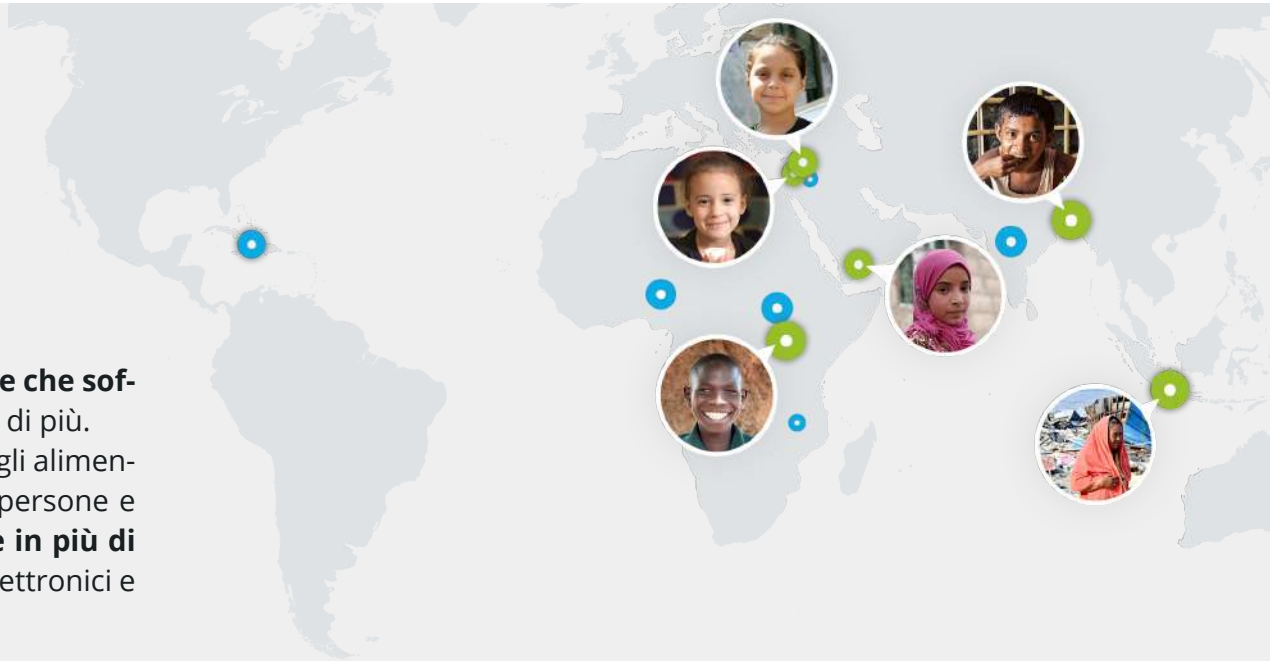 e che sof-
di più.
gli alimen-
persone e
e in più di
ettronici e